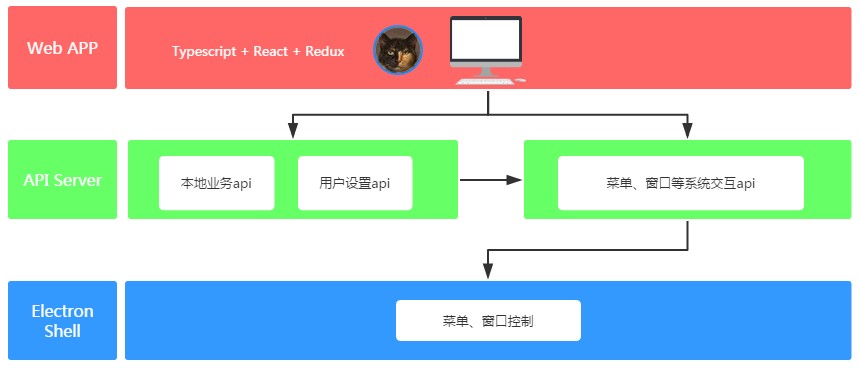 Web APP
Typescript + React + Redux
API Server
本地业务api
用户设置api
菜单、窗口等系统交互api
Electron
Shell
菜单、窗口控制